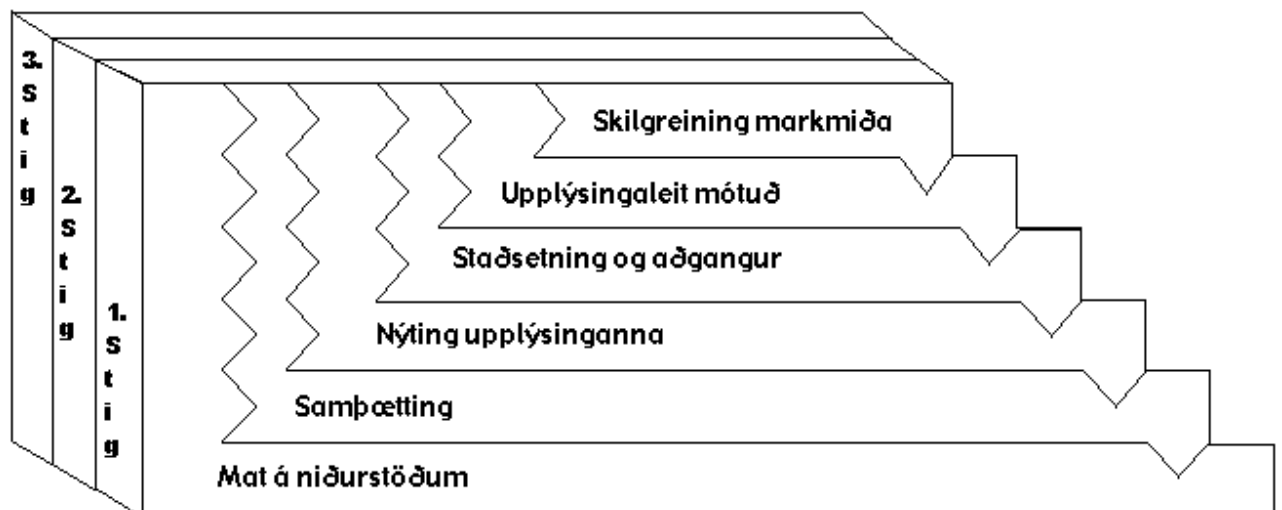 3. Stig
2. Stig
1. Stig
Skilgreining markmiða
Upplýsingaleit mótuð
Staðsetning og aðgangur
Nýting upplýsinganna
Samþætting
Mat á niðurstöðum